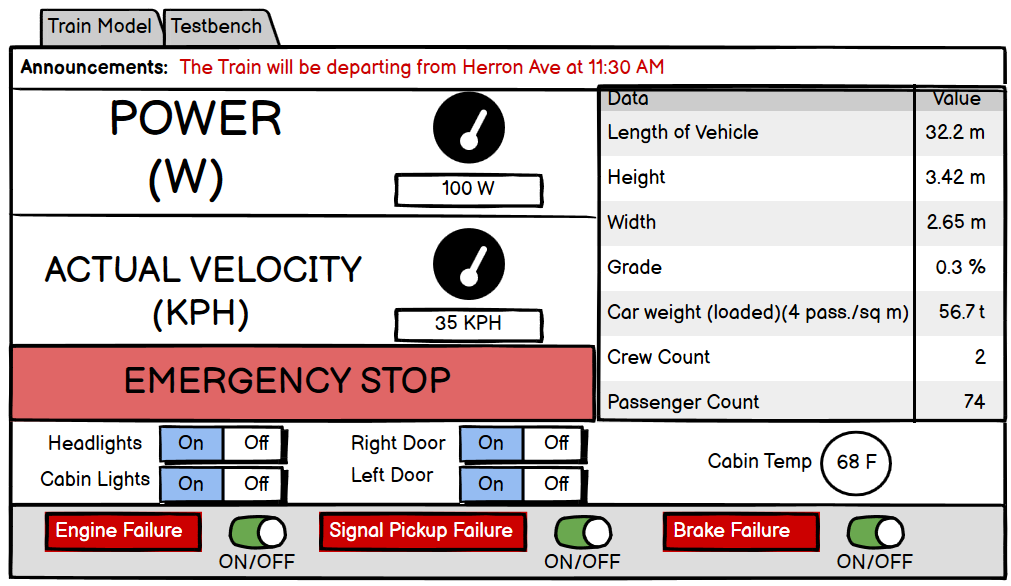 Train Model Testbench
Announcements: The Train will be departing from Herron Ave at 11:30 AM
POWER
(W)
100 W
ACTUAL VELOCITY
(KPH)
35 KPH
EMERGENCY STOP
Data Value
Length of Vehicle 32.2 m
Height 3.42 m
Width 2.65 m
Grade 0.3 %
Car weight (loaded)(4 pass./sq m) 56.7 t
Crew Count 2
Passenger Count 74
Headlights On Off
Cabin Lights On Off
Right Door On Off
Left Door On Off
Cabin Temp 68 F
Engine Failure
ON/OFF
Signal Pickup Failure
ON/OFF
Brake Failure
ON/OFF